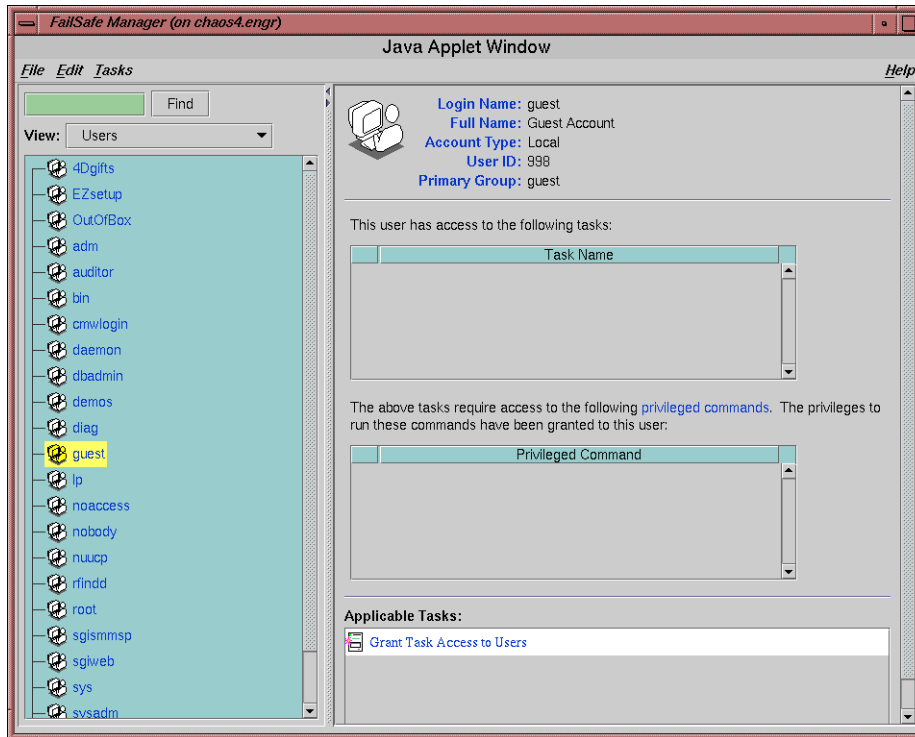 FailSafe Manager (on chaos4.engr)
Java Applet Window
File Edit Tasks Help
Find
View: Users
4Dgifts
EZsetup
OutOfBox
adm
auditor
bin
cmwlogin
daemon
dbadmin
demos
diag
guest
lp
noaccess
nobody
nuucp
rfindd
root
sgismmsp
sgiweb
sys
sysadm
Login Name: guest
Full Name: Guest Account
Account Type: Local
User ID: 998
Primary Group: guest
This user has access to the following tasks:
Task Name
The above tasks require access to the following privileged commands. The privileges to
run these commands have been granted to this user:
Privileged Command
Applicable Tasks:
Grant Task Access to Users